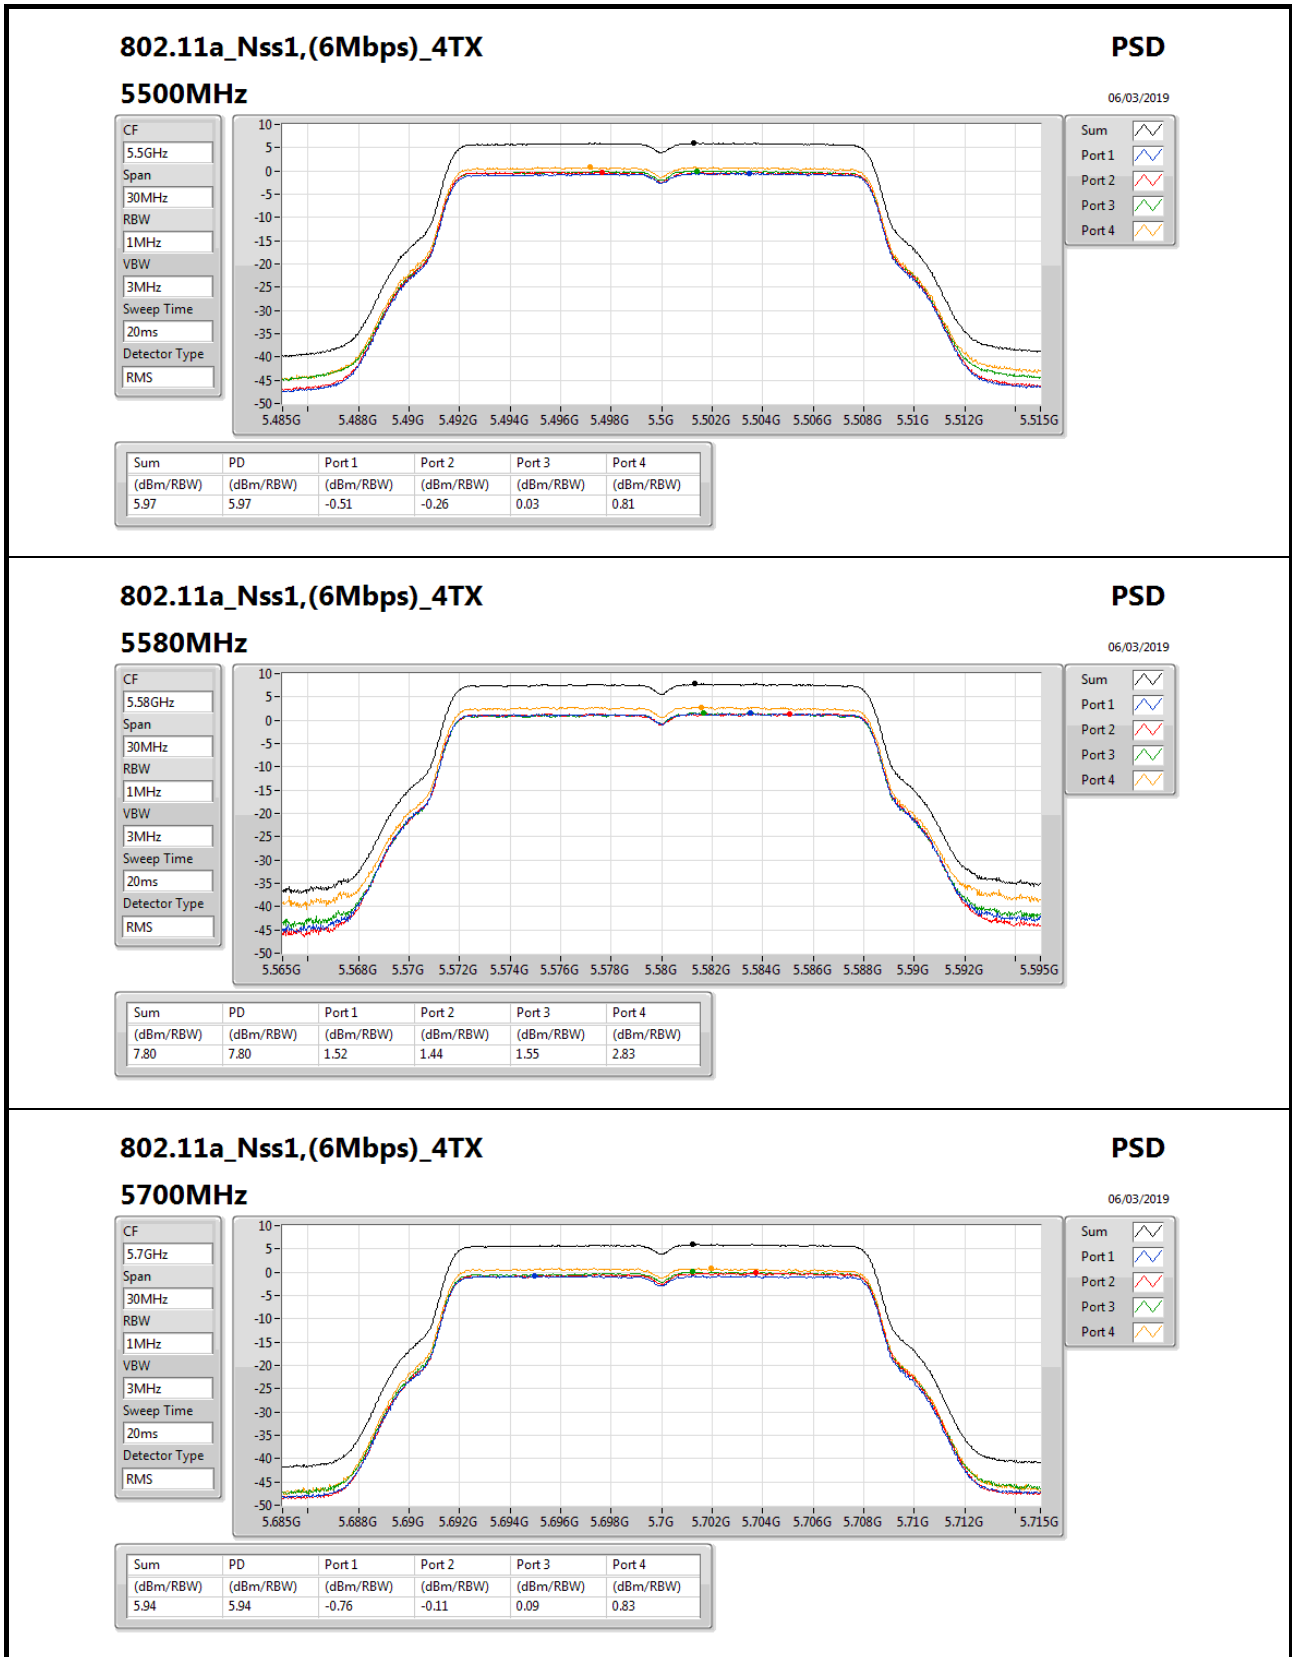 802.11a_Nss1,(6Mbps)_4TX PSD
5500MHz 06/03/2019
CF
5.5GHz
Span
30MHz
RBW
1MHz
VBW
3MHz
Sweep Time
20ms
Detector Type
RMS
10
5
0
-5
-10
-15
-20
-25
-30
-35
-40
-45
-50
5.485G 5.488G 5.49G 5.492G 5.494G 5.496G 5.498G 5.5G 5.502G 5.504G 5.506G 5.508G 5.51G 5.512G 5.515G
Sum
Port 1
Port 2
Port 3
Port 4
Sum PD Port 1 Port 2 Port 3 Port 4
(dBm/RBW) (dBm/RBW) (dBm/RBW) (dBm/RBW) (dBm/RBW) (dBm/RBW)
5.97 5.97 -0.51 -0.26 0.03 0.81
802.11a_Nss1,(6Mbps)_4TX PSD
5580MHz 06/03/2019
CF
5.58GHz
Span
30MHz
RBW
1MHz
VBW
3MHz
Sweep Time
20ms
Detector Type
RMS
10
5
0
-5
-10
-15
-20
-25
-30
-35
-40
-45
-50
5.565G 5.568G 5.57G 5.572G 5.574G 5.576G 5.578G 5.58G 5.582G 5.584G 5.586G 5.588G 5.59G 5.592G 5.595G
Sum
Port 1
Port 2
Port 3
Port 4
Sum PD Port 1 Port 2 Port 3 Port 4
(dBm/RBW) (dBm/RBW) (dBm/RBW) (dBm/RBW) (dBm/RBW) (dBm/RBW)
7.80 7.80 1.52 1.44 1.55 2.83
802.11a_Nss1,(6Mbps)_4TX PSD
5700MHz 06/03/2019
CF
5.7GHz
Span
30MHz
RBW
1MHz
VBW
3MHz
Sweep Time
20ms
Detector Type
RMS
10
5
0
-5
-10
-15
-20
-25
-30
-35
-40
-45
-50
5.685G 5.688G 5.69G 5.692G 5.694G 5.696G 5.698G 5.7G 5.702G 5.704G 5.706G 5.708G 5.71G 5.712G 5.715G
Sum
Port 1
Port 2
Port 3
Port 4
Sum PD Port 1 Port 2 Port 3 Port 4
(dBm/RBW) (dBm/RBW) (dBm/RBW) (dBm/RBW) (dBm/RBW) (dBm/RBW)
5.94 5.94 -0.76 -0.11 0.09 0.83